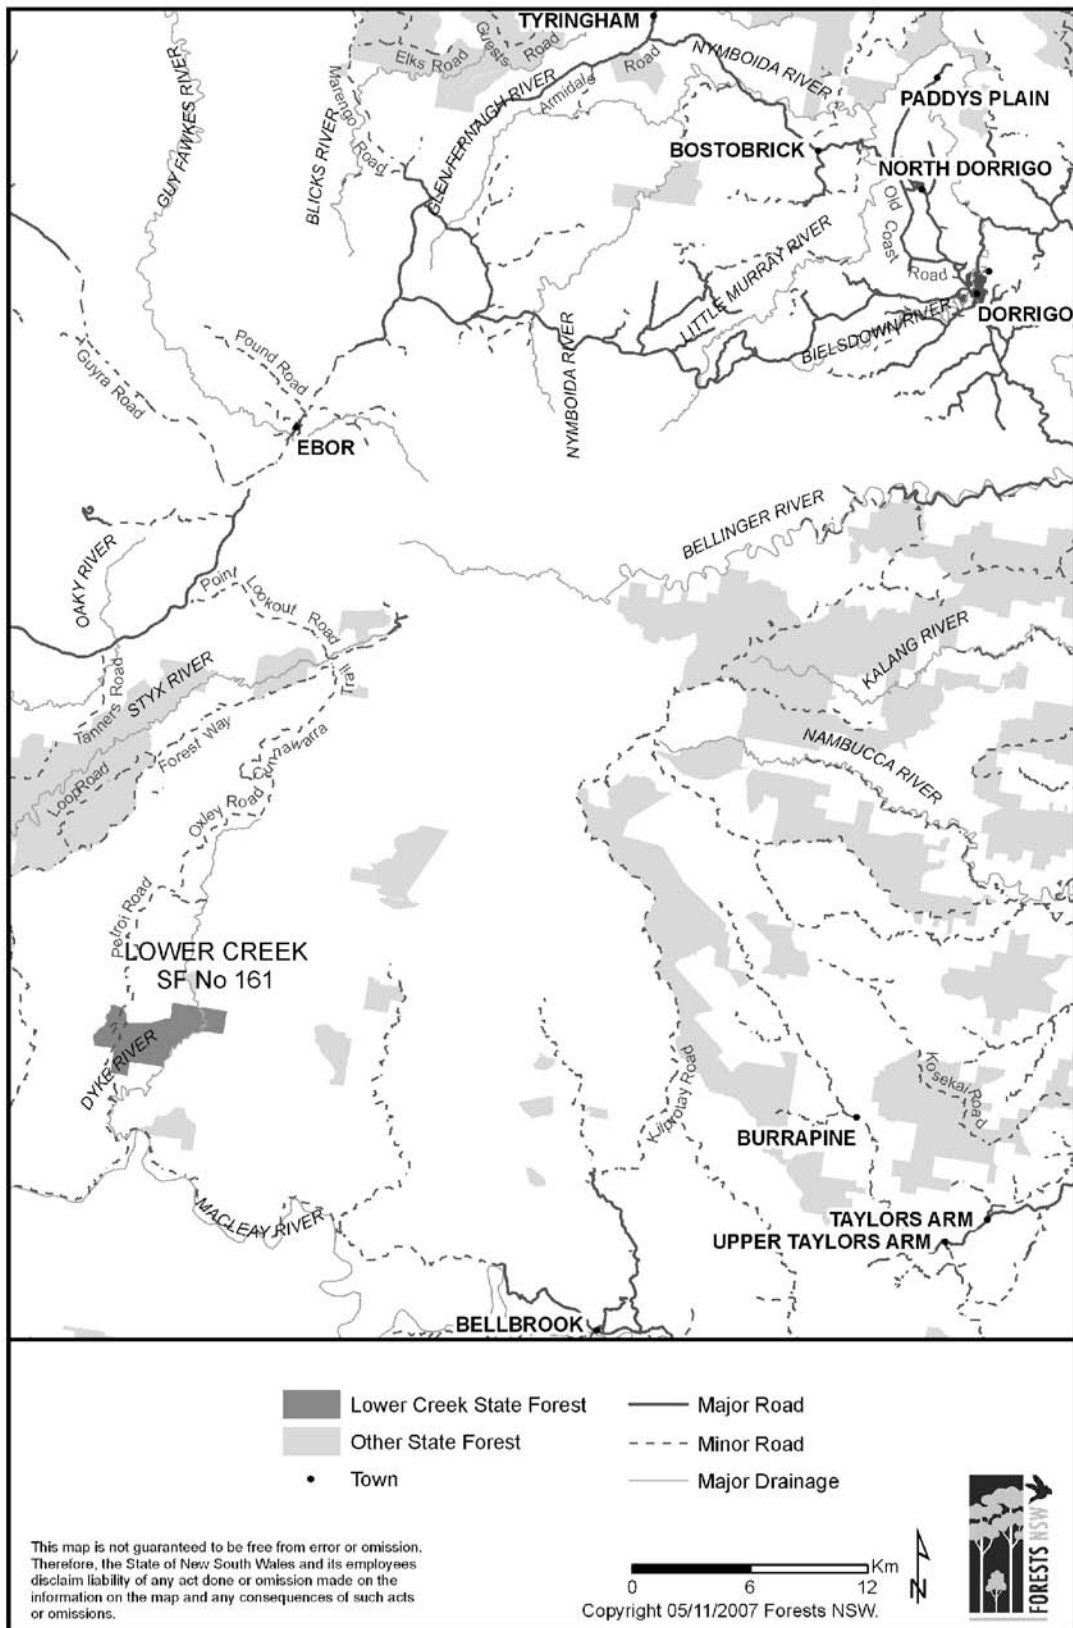 TYRINGHAM
Elks Road
Guests Road
NYMBOIDA RIVER
GUY FAWKES RIVER
Marengo Road
BLICKS RIVER
GLEN FERNAIGH RIVER
Armidale Road
PADDYS PLAIN
BOSTOBRICK
NORTH DORRIGO
Old Coast Road
LITTLE MURRAY RIVER
DORRIGO
BIELSDOWN RIVER
Guyra Road
Pound Road
NYMBOIDA RIVER
EBOR
BELLINGER RIVER
OAKY RIVER
Point Lookout Road
KALANG RIVER
Tanners Road
STYX RIVER
Trail
Forest Way
Loop Road
Cunnawarra
NAMBUCCA RIVER
Oxley Road
Petroi Road
LOWER CREEK
SF No 161
DYKE RIVER
Kosekai Road
Kilprotay Road
BURRAPINE
MACLEAY RIVER
TAYLORS ARM
UPPER TAYLORS ARM
BELLBROOK
Lower Creek State Forest
Other State Forest
Town
Major Road
Minor Road
Major Drainage
This map is not guaranteed to be free from error or omission.
Therefore, the State of New South Wales and its employees
disclaim liability of any act done or omission made on the
information on the map and any consequences of such acts
or omissions.
Km
0 6 12
N
Copyright 05/11/2007 Forests NSW.
FORESTS NSW